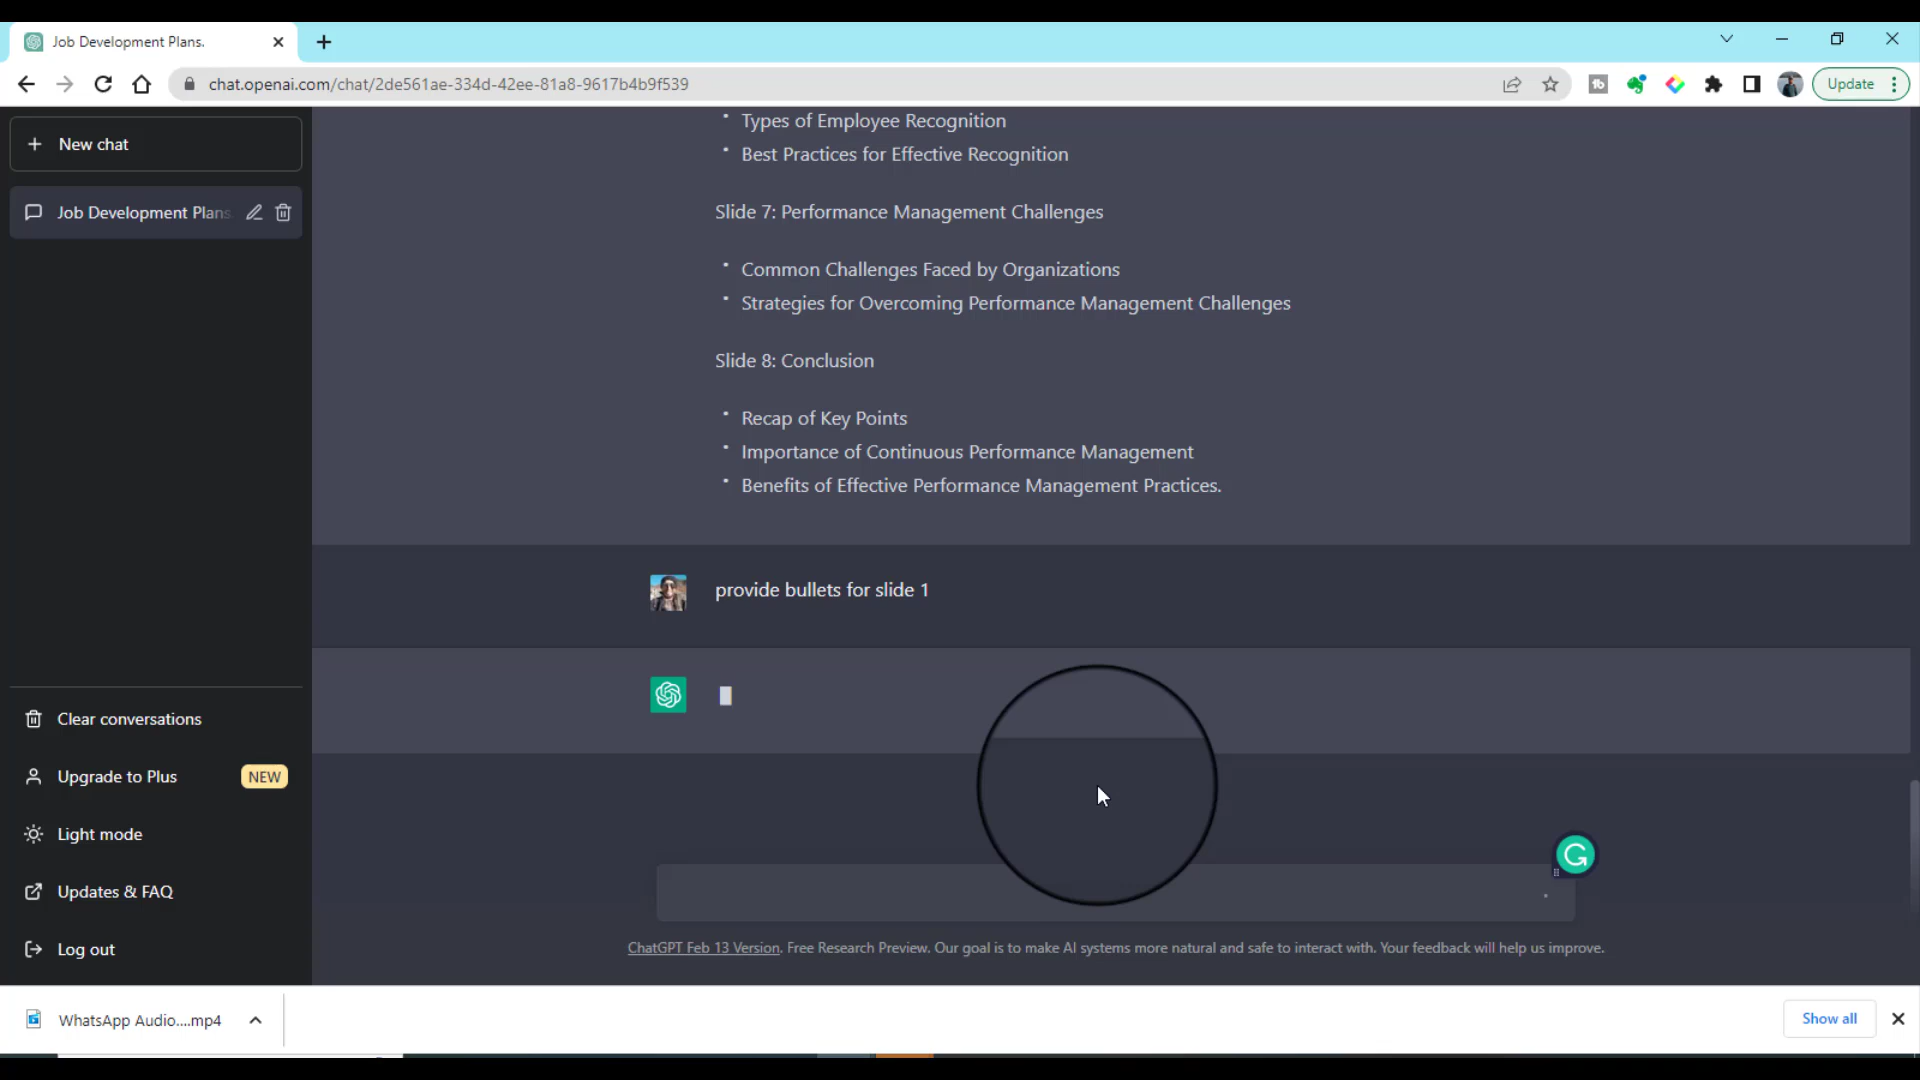 Job Development Plans.
chat.openai.com/chat/2de561ae-334d-42ee-81a8-9617b4b9f539
Update
New chat
Job Development Plans
Clear conversations
Upgrade to Plus
NEW
Light mode
Updates & FAQ
Log out
Types of Employee Recognition
Best Practices for Effective Recognition
Slide 7: Performance Management Challenges
Common Challenges Faced by Organizations
Strategies for Overcoming Performance Management Challenges
Slide 8: Conclusion
Recap of Key Points
Importance of Continuous Performance Management
Benefits of Effective Performance Management Practices.
provide bullets for slide 1
ChatGPT Feb 13 Version. Free Research Preview. Our goal is to make AI systems more natural and safe to interact with. Your feedback will help us improve.
WhatsApp Audio....mp4
Show all